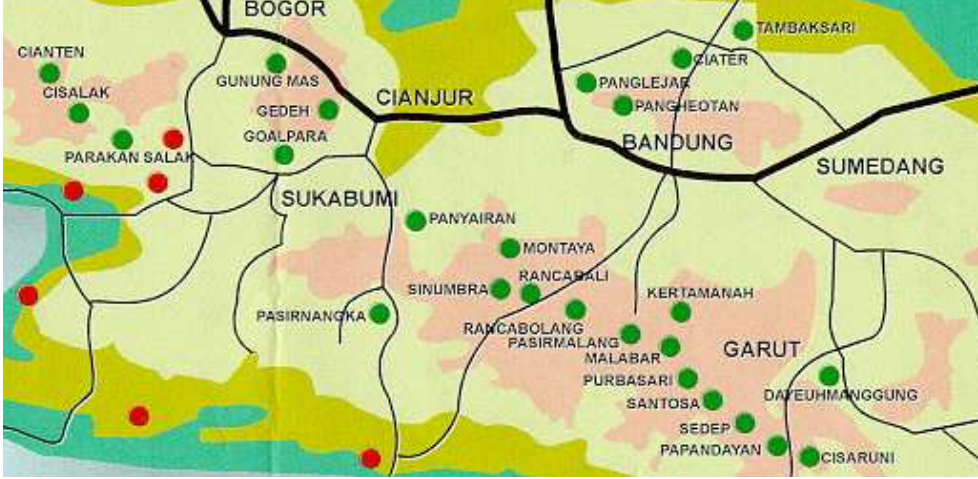 BOGOR
TAMBAKSARI
CIANTEN
CIATER
GUNUNG MAS
PANGLEJAR
CISALAK
CIANJUR
PANGHEOTAN
GEDEH
GOALPARA
BANDUNG
PARAKAN SALAK
SUMEDANG
SUKABUMI
PANYAIRAN
MONTAYA
RANCABALI
SINUMBRA
KERTAMANAH
PASIRNANGKA
RANCABOLANG
PASIRMALANG
GARUT
MALABAR
PURBASARI
DAYEUHMANGGUNG
SANTOSA
SEDEP
PAPANDAYAN
CISARUNI